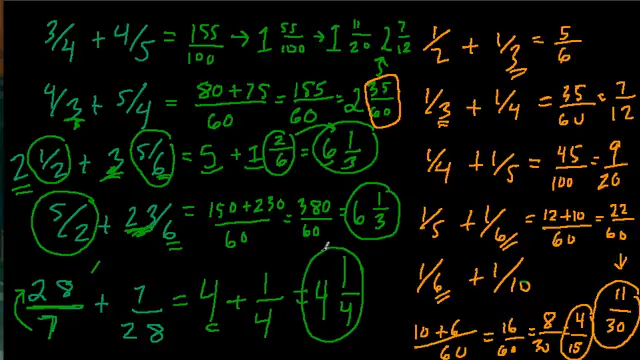 3/4 + 4/5 = 155/100 → 1 55/100 → 1 11/20 2 7/12
4/3 + 5/4 = 80+75/60 = 155/60 = 2 35/60
2 1/2 + 3 5/6 = 5 + 1 2/6 = 6 1/3
5/2 + 23/6 = 150+230/60 = 380/60 = 6 1/3
28/7 + 7/28 = 4 + 1/4 = 4 1/4
1/2 + 1/3 = 5/6
1/3 + 1/4 = 35/60 = 7/12
1/4 + 1/5 = 45/100 = 9/20
1/5 + 1/6 = 12+10/60 = 22/60
1/6 + 1/10
11/30
10+6/60 = 16/60 = 8/30 = 4/15